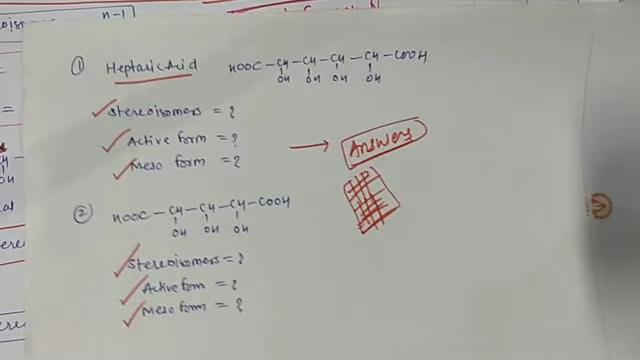 n-1
① Heptaric Acid HOOC-CH-CH-CH-CH-COOH
OH OH OH OH
Stereoisomers = ?
Active form = ?
Meso form = ?
Answers
② HOOC-CH-CH-CH-COOH
OH OH OH
Stereoisomers = ?
Active form = ?
Meso form = ?